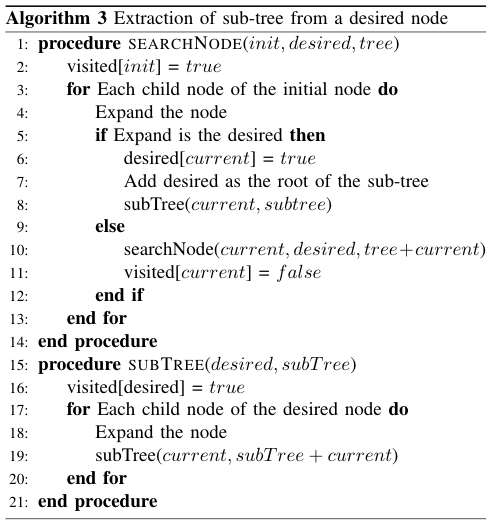 Algorithm 3 Extraction of sub-tree from a desired node
1: procedure SEARCHNODE(init, desired, tree)
2: visited[init] = true
3: for Each child node of the initial node do
4: Expand the node
5: if Expand is the desired then
6: desired[current] = true
7: Add desired as the root of the sub-tree
8: subTree(current, subtree)
9: else
10: searchNode(current, desired, tree+current)
11: visited[current] = false
12: end if
13: end for
14: end procedure
15: procedure SUBTREE(desired, subTree)
16: visited[desired] = true
17: for Each child node of the desired node do
18: Expand the node
19: subTree(current, subTree + current)
20: end for
21: end procedure